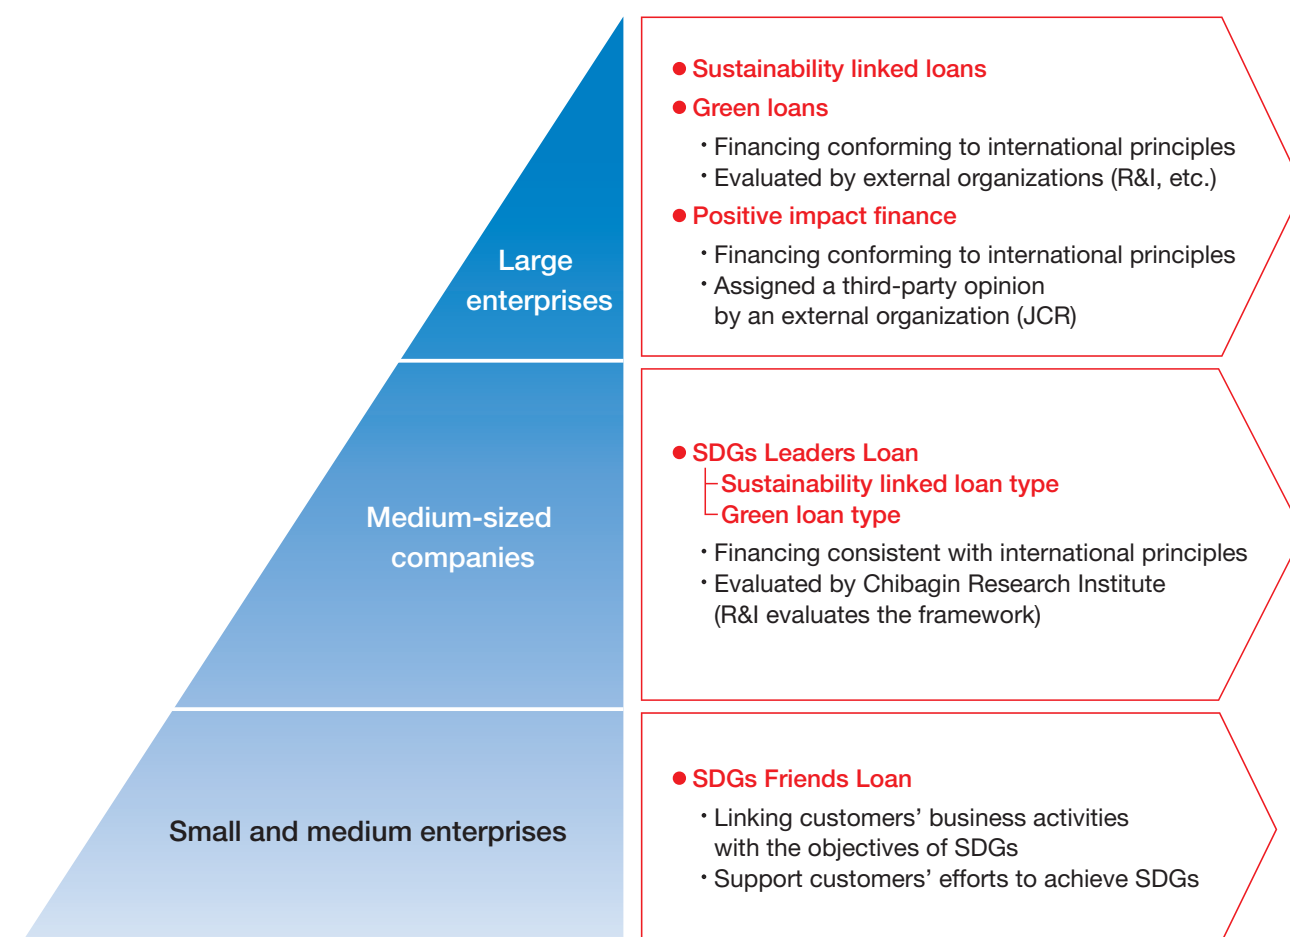 Large
enterprises
● Sustainability linked loans
● Green loans
・Financing conforming to international principles
・Evaluated by external organizations (R&I, etc.)
● Positive impact finance
・Financing conforming to international principles
・Assigned a third-party opinion
by an external organization (JCR)
Medium-sized
companies
● SDGs Leaders Loan
Sustainability linked loan type
Green loan type
・Financing consistent with international principles
・Evaluated by Chibagin Research Institute
(R&I evaluates the framework)
Small and medium enterprises
● SDGs Friends Loan
・Linking customers’ business activities
with the objectives of SDGs
・Support customers’ efforts to achieve SDGs